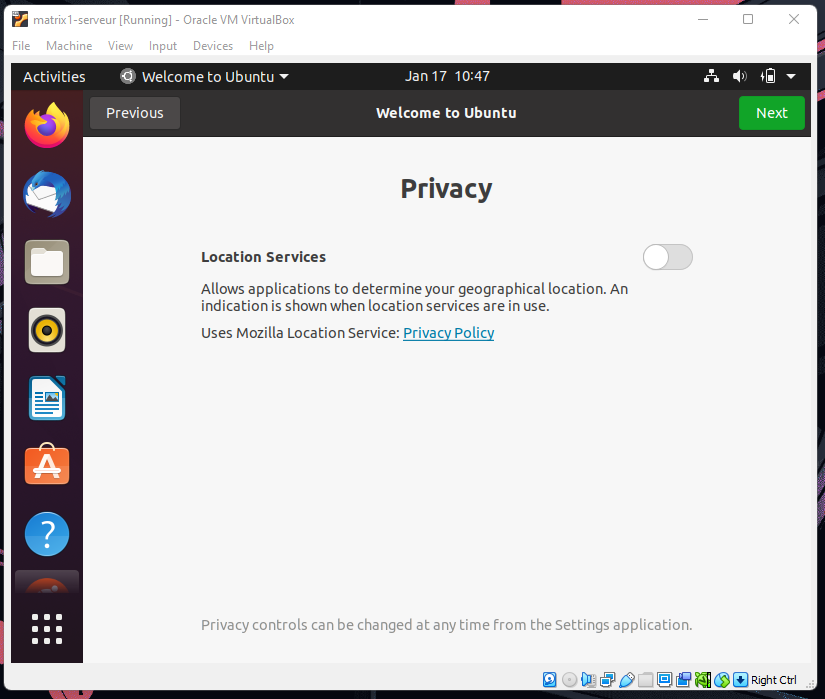 matrix1-serveur [Running] - Oracle VM VirtualBox
File Machine View Input Devices Help
Activities Welcome to Ubuntu Jan 17 10:47
Previous Welcome to Ubuntu Next
Privacy
Location Services
Allows applications to determine your geographical location. An
indication is shown when location services are in use.
Uses Mozilla Location Service: Privacy Policy
Privacy controls can be changed at any time from the Settings application.
Right Ctrl